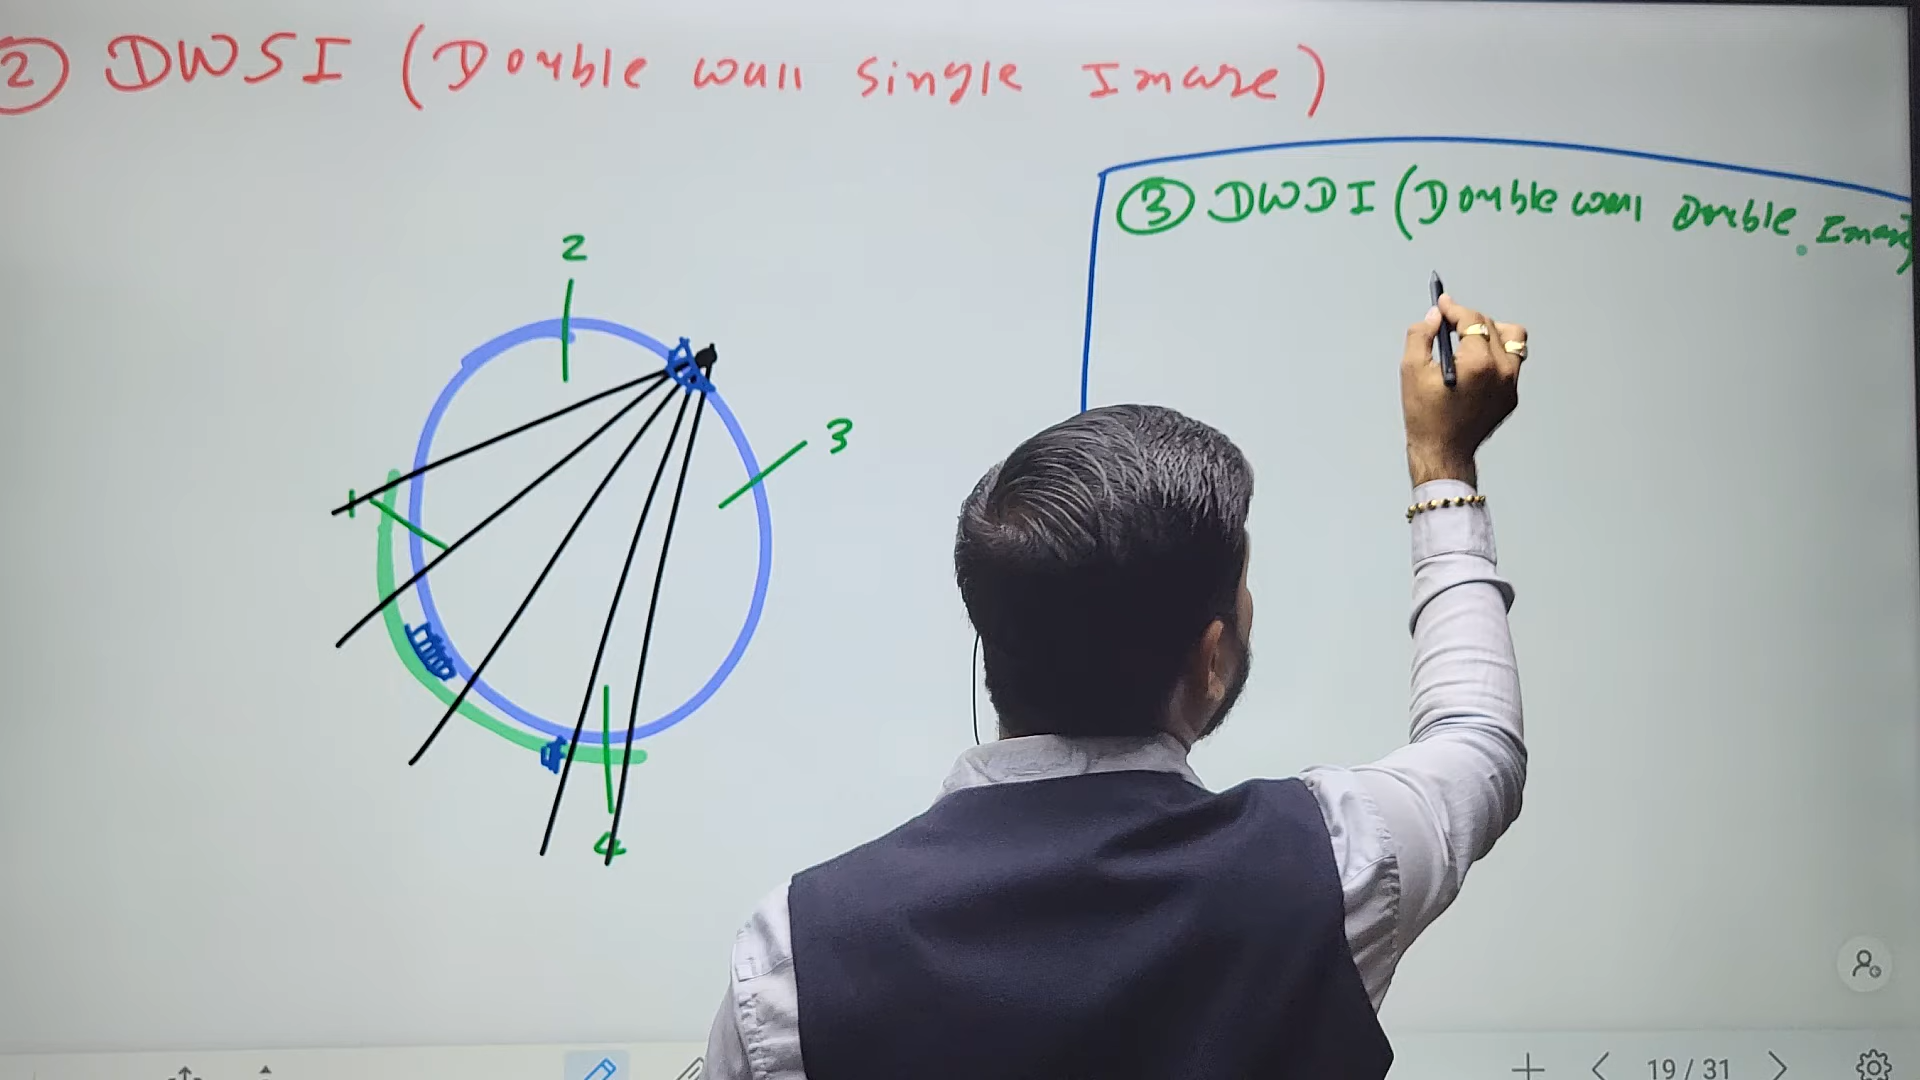 ② DWSI (Double wall Single Image)
③ DWDI (Double wall Double Image)
2
3
1
4
19 / 31